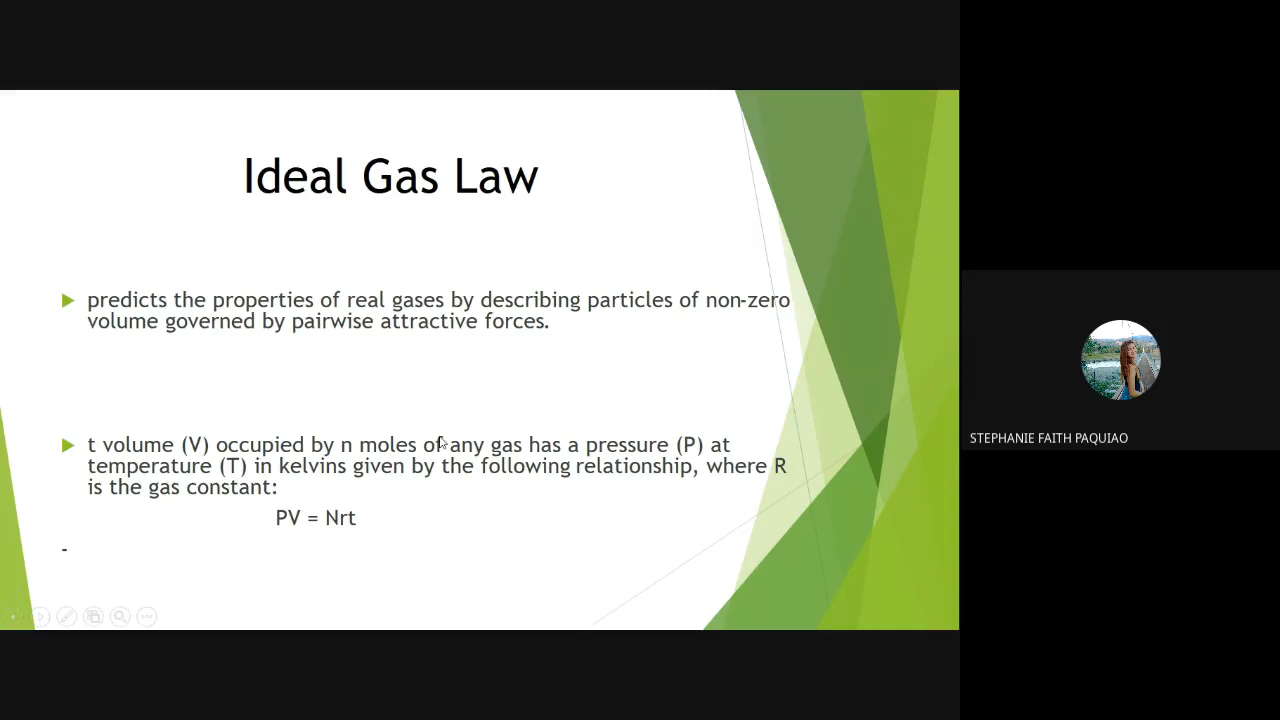 Ideal Gas Law
predicts the properties of real gases by describing particles of non-zero
volume governed by pairwise attractive forces.
t volume (V) occupied by n moles of any gas has a pressure (P) at
temperature (T) in kelvins given by the following relationship, where R
is the gas constant:
PV = Nrt
-
STEPHANIE FAITH PAQUIAO